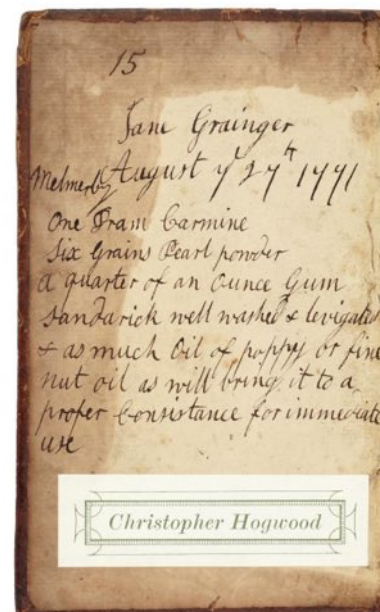 15
Jane Grainger
Melmerby August yᵉ 27ᵗʰ 1771
One Dram Carmine
Six Grains Pearl powder
a quarter of an Ounce Gum
Sandarick well washed & levigated
& as much Oil of poppy or fine
nut oil as will bring it to a
proper Consistance for immediate
use
Christopher Hogwood